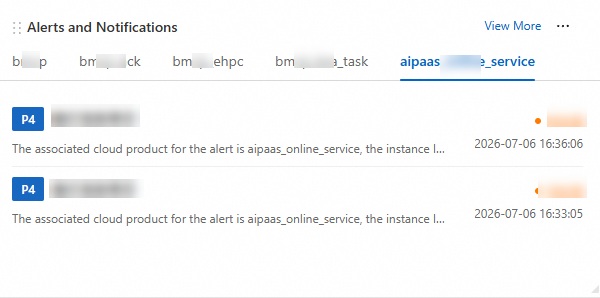 Alerts and Notifications
View More
aipaas_online_service
P4
The associated cloud product for the alert is aipaas_online_service, the instance I...
2026-07-06 16:36:06
P4
The associated cloud product for the alert is aipaas_online_service, the instance I...
2026-07-06 16:33:05